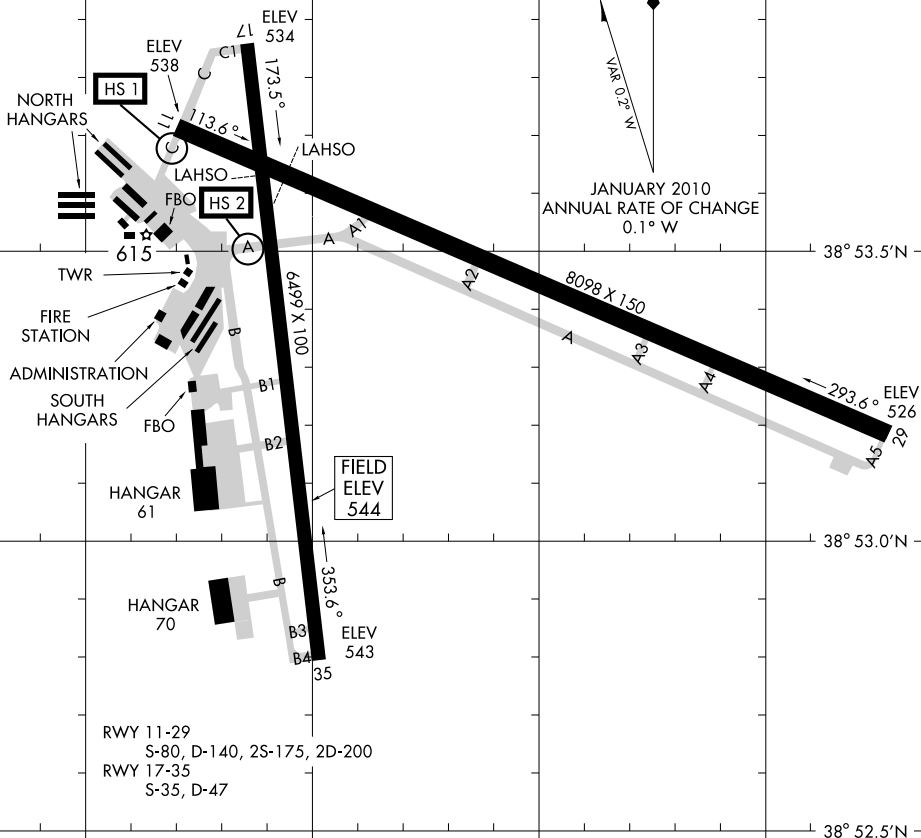 ELEV
534
17
C1
173.5°
ELEV
538
HS 1
C
11
113.6°
C
NORTH
HANGARS
LAHSO
LAHSO
VAR 0.2° W
JANUARY 2010
ANNUAL RATE OF CHANGE
0.1° W
FBO
HS 2
615
A
A
A1
38° 53.5'N
TWR
A2
8098 X 150
6499 X 100
FIRE
STATION
B
A
A3
ADMINISTRATION
A4
293.6°
ELEV
526
29
SOUTH
HANGARS
B1
FBO
B2
A5
FIELD
ELEV
544
HANGAR
61
38° 53.0'N
353.6°
B
HANGAR
70
B3
ELEV
543
B4
35
RWY 11-29
S-80, D-140, 2S-175, 2D-200
RWY 17-35
S-35, D-47
38° 52.5'N